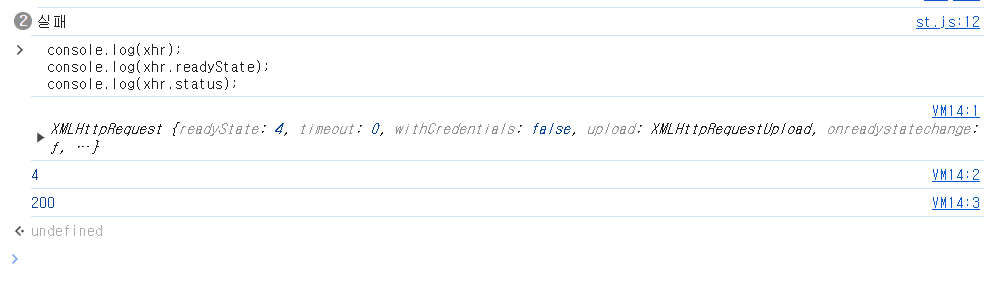 2 실패 st.js:12
> console.log(xhr);
console.log(xhr.readyState);
console.log(xhr.status);
VM14:1
▶ XMLHttpRequest {readyState: 4, timeout: 0, withCredentials: false, upload: XMLHttpRequestUpload, onreadystatechange:
ƒ, …}
4 VM14:2
200 VM14:3
undefined
>